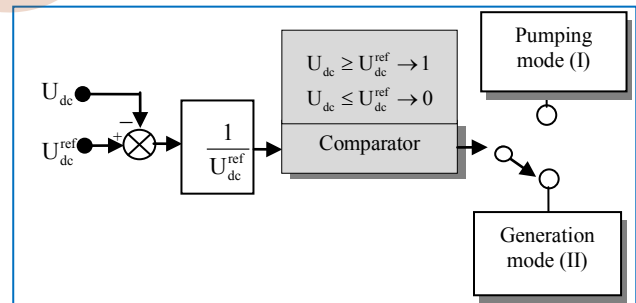 Pumping
mode (I)
U_dc ≥ U_dc^ref → 1
U_dc ≤ U_dc^ref → 0
U_dc
−
+
U_dc^ref
1
U_dc^ref
Comparator
Generation
mode (II)